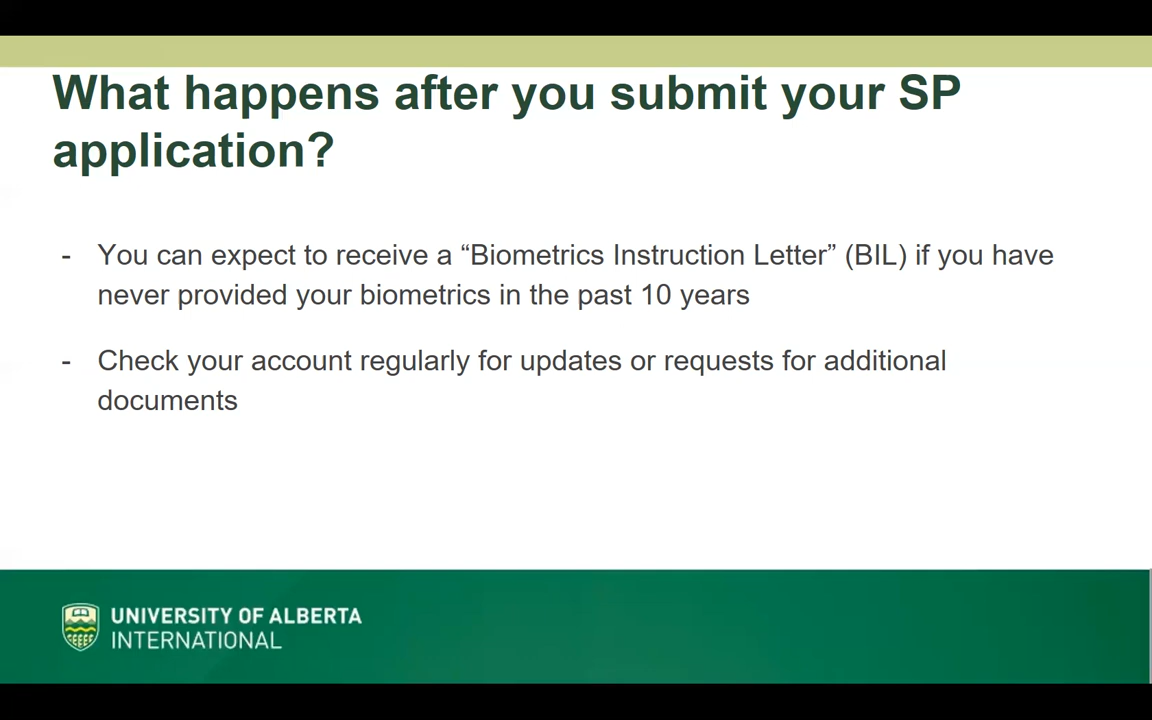 What happens after you submit your SP
application?
- You can expect to receive a “Biometrics Instruction Letter” (BIL) if you have
never provided your biometrics in the past 10 years
- Check your account regularly for updates or requests for additional
documents
UNIVERSITY OF ALBERTA
INTERNATIONAL